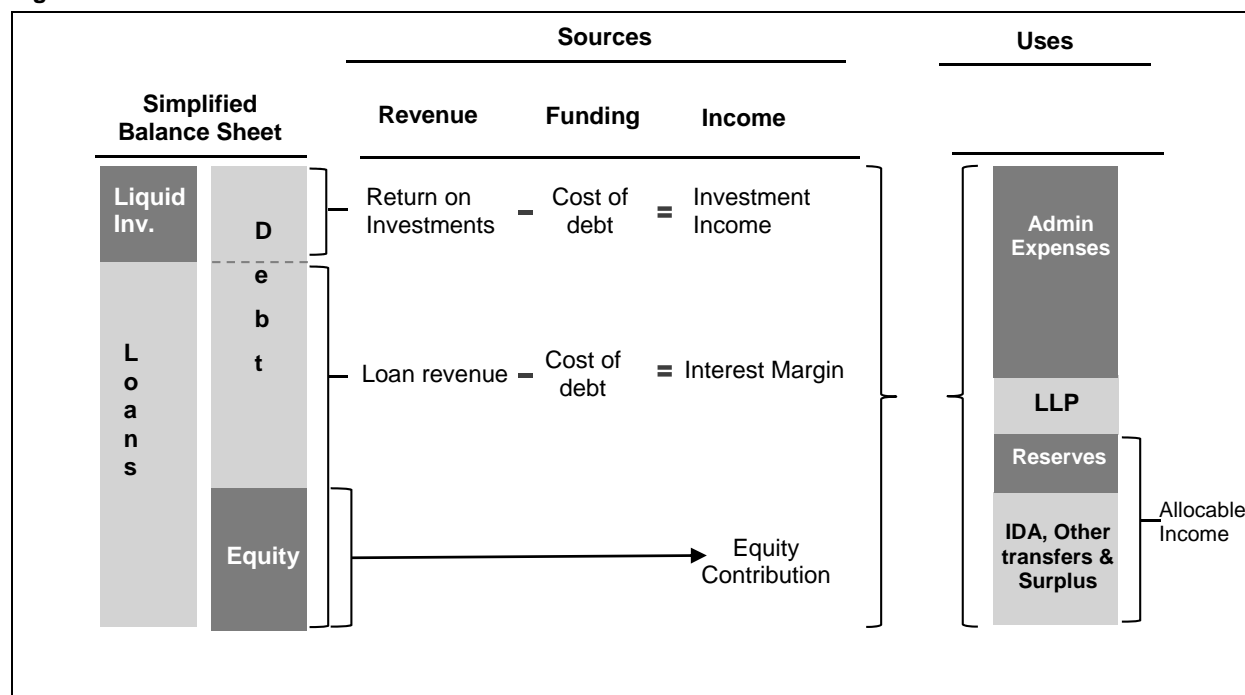 Sources
Uses
Simplified
Balance Sheet
Revenue
Funding
Income
Liquid
Inv.
D
e
b
t
Return on
Investments
-
Cost of
debt
=
Investment
Income
L
o
a
n
s
Loan revenue
-
Cost of
debt
=
Interest Margin
Equity
Equity
Contribution
Admin
Expenses
LLP
Reserves
IDA, Other
transfers &
Surplus
Allocable
Income